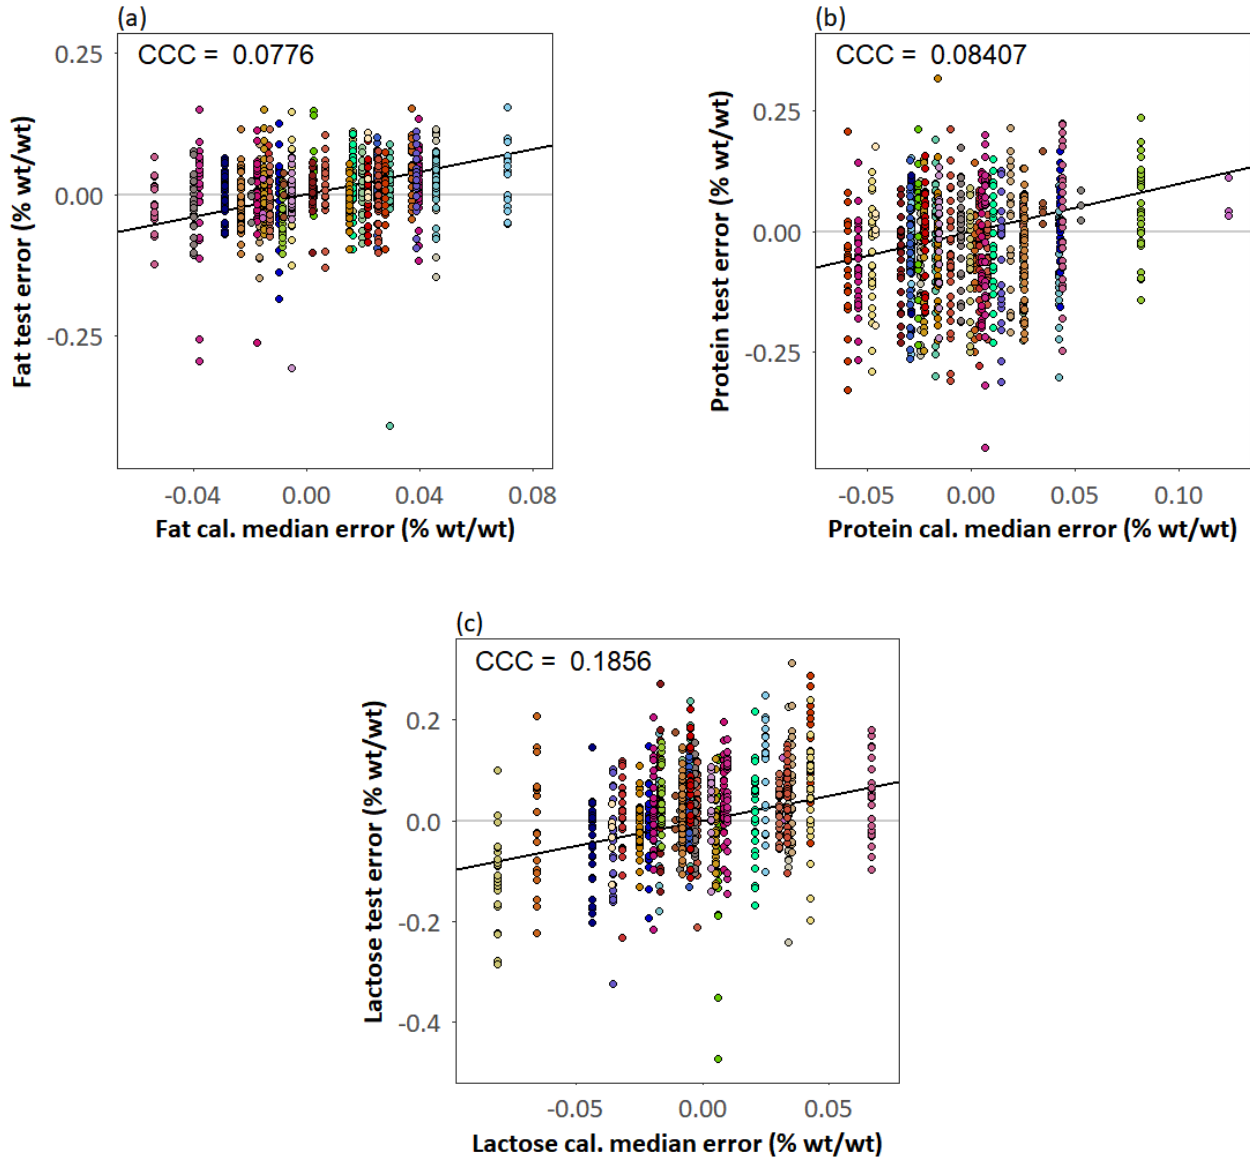 (a)
CCC = 0.0776
0.25
0.00
-0.25
Fat test error (% wt/wt)
-0.04 0.00 0.04 0.08
Fat cal. median error (% wt/wt)
(b)
CCC = 0.08407
0.25
0.00
-0.25
Protein test error (% wt/wt)
-0.05 0.00 0.05 0.10
Protein cal. median error (% wt/wt)
(c)
CCC = 0.1856
0.2
0.0
-0.2
-0.4
Lactose test error (% wt/wt)
-0.05 0.00 0.05
Lactose cal. median error (% wt/wt)